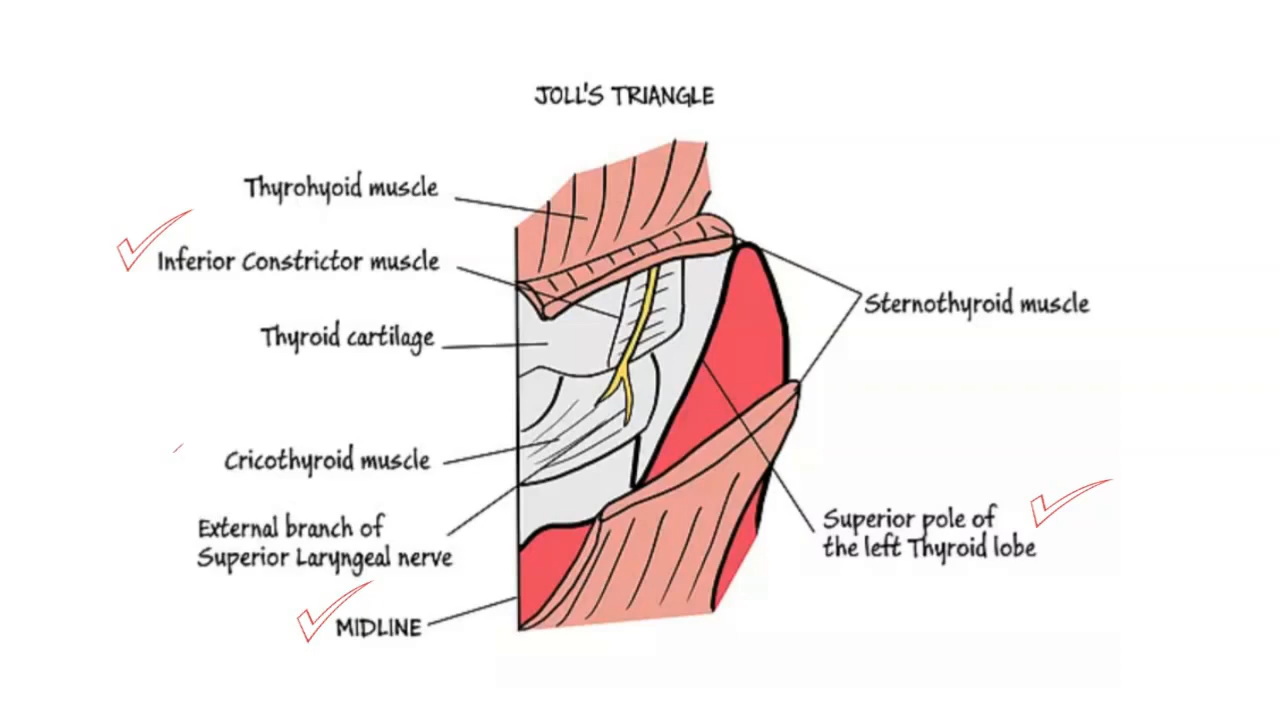 JOLL'S TRIANGLE
Thyrohyoid muscle
Inferior Constrictor muscle
Thyroid cartilage
Cricothyroid muscle
External branch of
Superior Laryngeal nerve
MIDLINE
Sternothyroid muscle
Superior pole of
the left Thyroid lobe